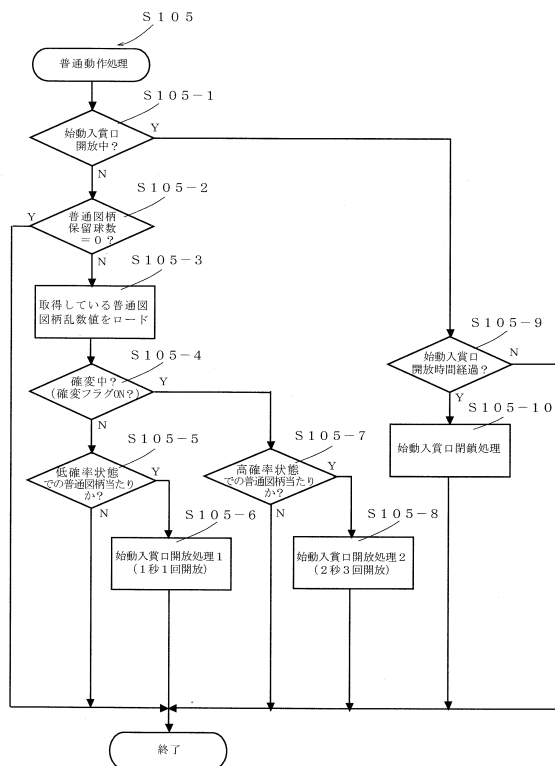 S105
普通動作処理
S105-1
始動入賞口
開放中?
Y
N
S105-2
普通図柄
保留球数
=0?
Y
N
S105-3
取得している普通図
図柄乱数値をロード
S105-4
確変中?
(確変フラグON?)
Y
N
S105-5
低確率状態
での普通図柄当たり
か?
Y
N
S105-6
始動入賞口開放処理1
(1秒1回開放)
S105-7
高確率状態
での普通図柄当たり
か?
Y
N
S105-8
始動入賞口開放処理2
(2秒3回開放)
S105-9
始動入賞口
開放時間経過?
N
Y
S105-10
始動入賞口閉鎖処理
終了